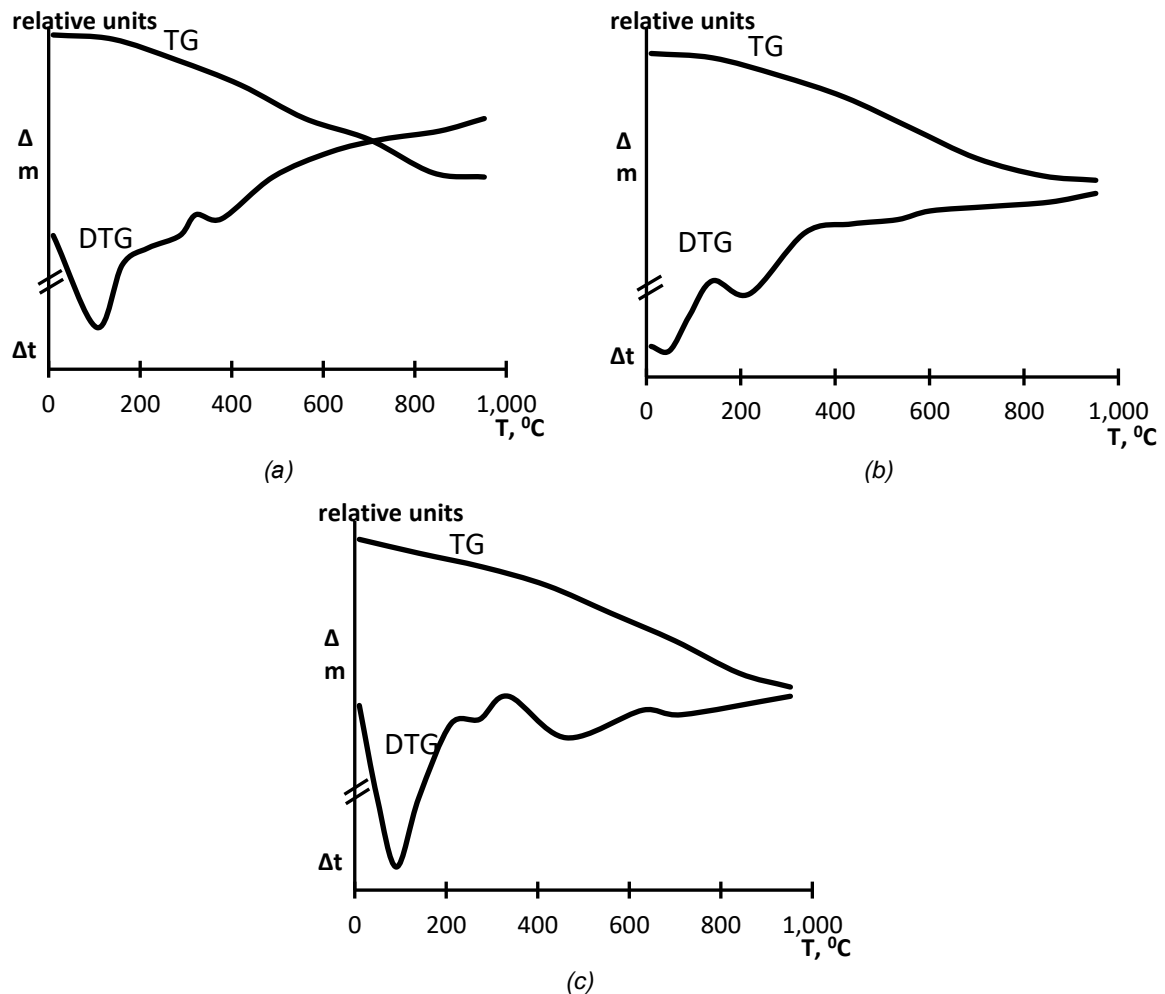 relative units
TG
Δ
m
DTG
Δt
0 200 400 600 800 1,000
T, ⁰C
(a)
relative units
TG
Δ
m
DTG
Δt
0 200 400 600 800 1,000
T, ⁰C
(b)
relative units
TG
Δ
m
DTG
Δt
0 200 400 600 800 1,000
T, ⁰C
(c)